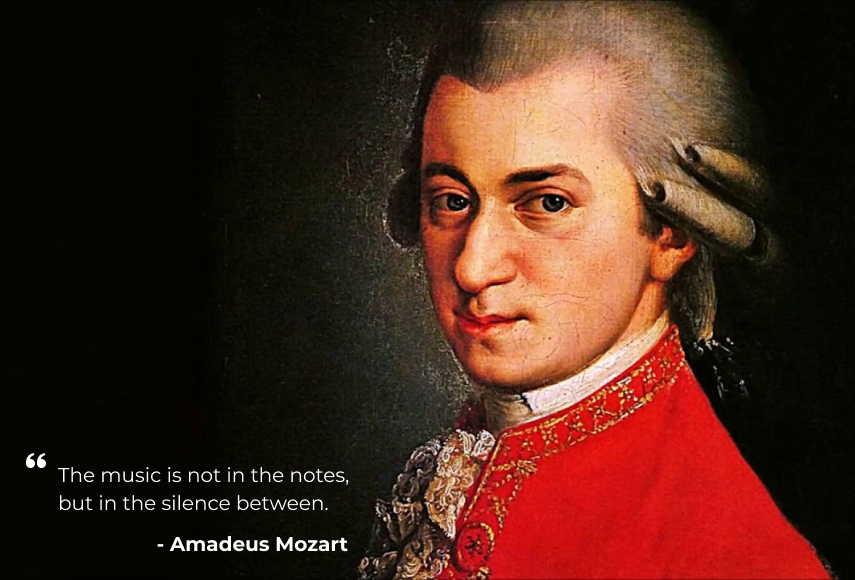 “ The music is not in the notes,
but in the silence between.
- Amadeus Mozart